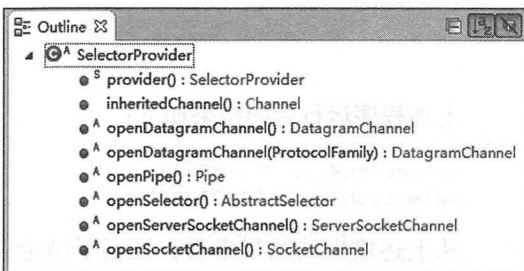 Outline
SelectorProvider
S provider() : SelectorProvider
inheritedChannel() : Channel
A openDatagramChannel() : DatagramChannel
A openDatagramChannel(ProtocolFamily) : DatagramChannel
A openPipe() : Pipe
A openSelector() : AbstractSelector
A openServerSocketChannel() : ServerSocketChannel
A openSocketChannel() : SocketChannel